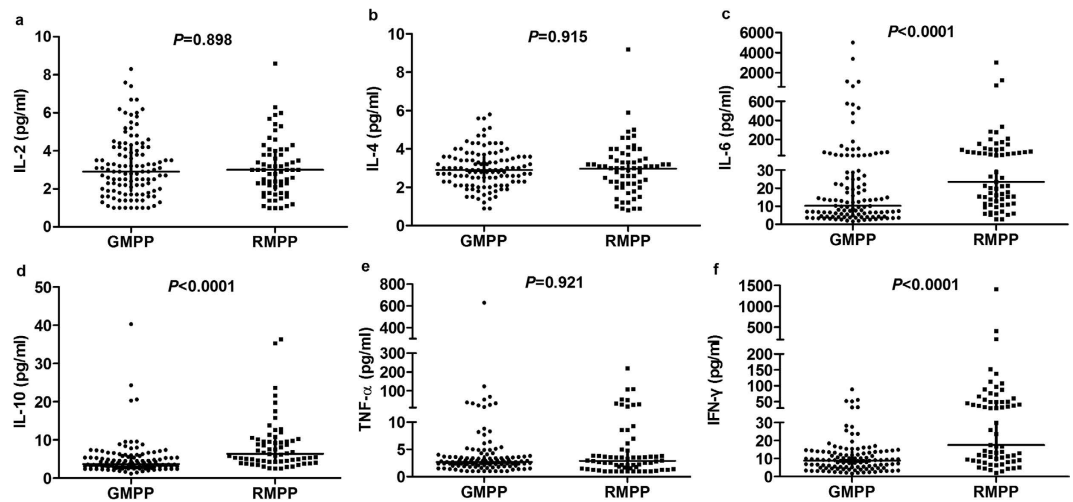 a
P=0.898
IL-2 (pg/ml)
10
8
6
4
2
0
GMPP RMPP
b
P=0.915
IL-4 (pg/ml)
10
8
6
4
2
0
GMPP RMPP
c
P<0.0001
IL-6 (pg/ml)
6000
4000
2000
600
400
200
30
20
10
0
GMPP RMPP
d
P<0.0001
IL-10 (pg/ml)
50
40
30
20
10
0
GMPP RMPP
e
P=0.921
TNF-α (pg/ml)
800
600
400
300
200
100
15
10
5
0
GMPP RMPP
f
P<0.0001
IFN-γ (pg/ml)
1500
1000
500
200
150
100
50
30
20
10
0
GMPP RMPP